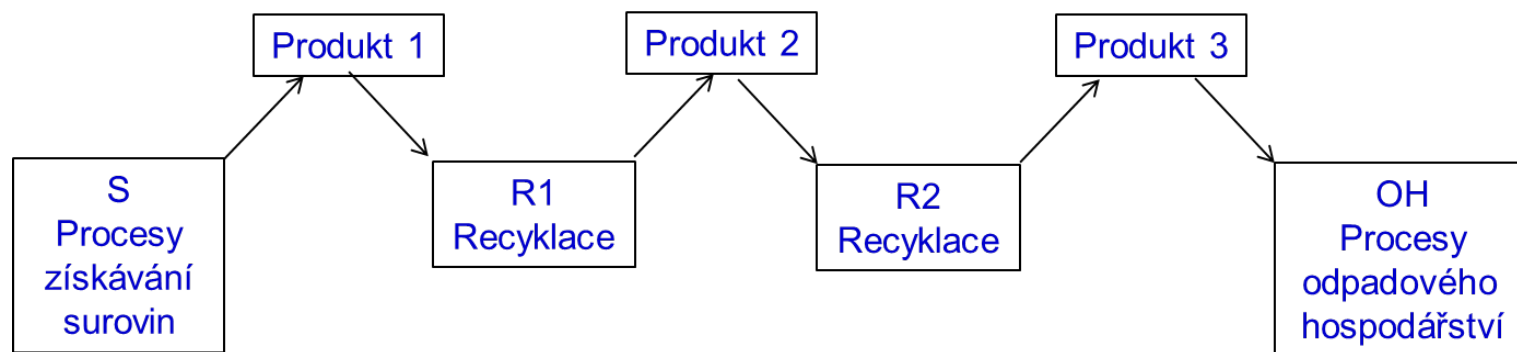 Produkt 1
Produkt 2
Produkt 3
S
Procesy
získávání
surovin
R1
Recyklace
R2
Recyklace
OH
Procesy
odpadového
hospodářství